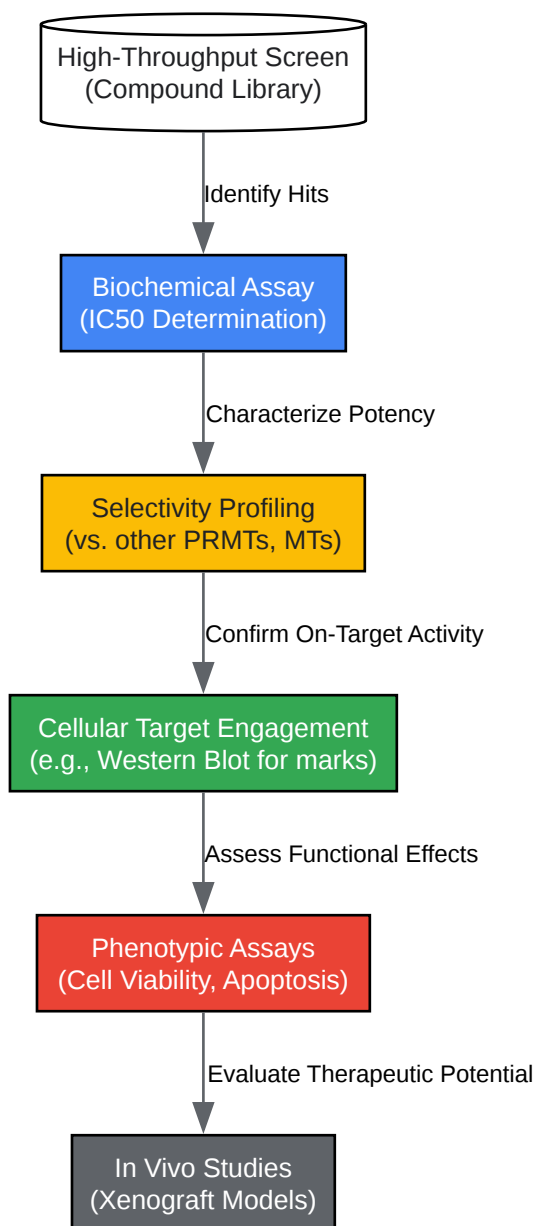 High-Throughput Screen
(Compound Library)
Identify Hits
Biochemical Assay
(IC50 Determination)
Characterize Potency
Selectivity Profiling
(vs. other PRMTs, MTs)
Confirm On-Target Activity
Cellular Target Engagement
(e.g., Western Blot for marks)
Assess Functional Effects
Phenotypic Assays
(Cell Viability, Apoptosis)
Evaluate Therapeutic Potential
In Vivo Studies
(Xenograft Models)